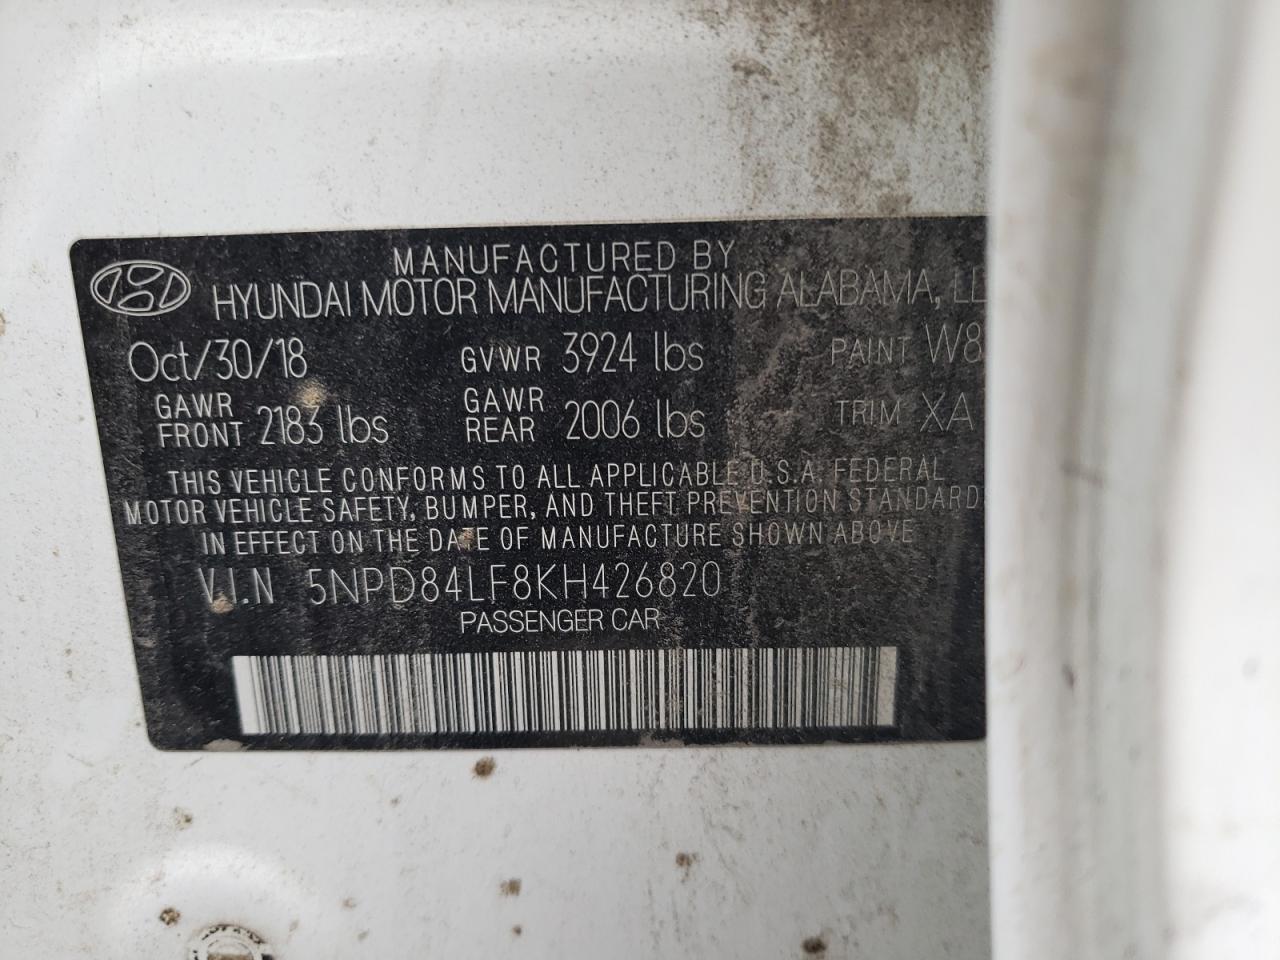 MANUFACTURED BY
HYUNDAI MOTOR MANUFACTURING ALABAMA,
Oct/30/18 GVWR 3924 lbs PAINT W8
GAWR FRONT 2183 lbs GAWR REAR 2006 lbs TRIM XA
THIS VEHICLE CONFORMS TO ALL APPLICABLE U.S.A. FEDERAL
MOTOR VEHICLE SAFETY, BUMPER, AND THEFT PREVENTION STANDARD
IN EFFECT ON THE DATE OF MANUFACTURE SHOWN ABOVE
V.I.N 5NPD84LF8KH426820
PASSENGER CAR